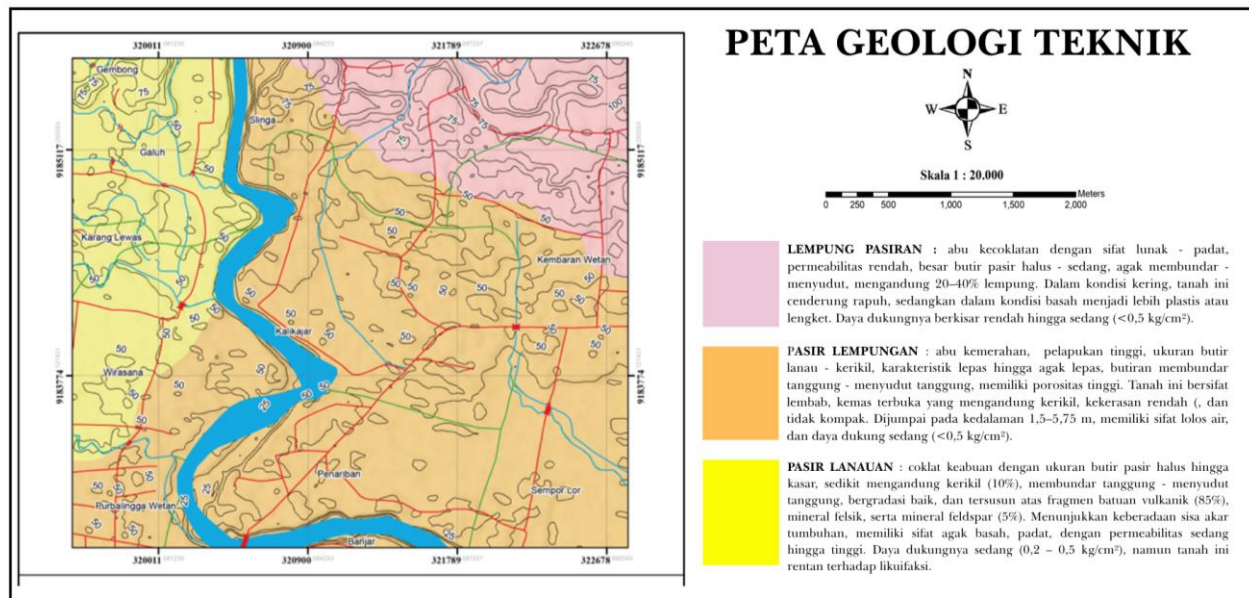 PETA GEOLOGI TEKNIK
N
W E
S
Skala 1 : 20.000
Meters
0 250 500 1,000 1,500 2,000
LEMPUNG PASIRAN : abu kecoklatan dengan sifat lunak - padat,
permeabilitas rendah, besar butir pasir halus - sedang, agak membundar -
menyudut, mengandung 20–40% lempung. Dalam kondisi kering, tanah ini
cenderung rapuh, sedangkan dalam kondisi basah menjadi lebih plastis atau
lengket. Daya dukungnya berkisar rendah hingga sedang (<0,5 kg/cm²).
PASIR LEMPUNGAN : abu kemerahan, pelapukan tinggi, ukuran butir
lanau - kerikil, karakteristik lepas hingga agak lepas, butiran membundar
tanggung - menyudut tanggung, memiliki porositas tinggi. Tanah ini bersifat
lembab, kemas terbuka yang mengandung kerikil, kekerasan rendah (, dan
tidak kompak. Dijumpai pada kedalaman 1,5–5,75 m, memiliki sifat lolos air,
dan daya dukung sedang (<0,5 kg/cm²).
PASIR LANAUAN : coklat keabuan dengan ukuran butir pasir halus hingga
kasar, sedikit mengandung kerikil (10%), membundar tanggung - menyudut
tanggung, bergradasi baik, dan tersusun atas fragmen batuan vulkanik (85%),
mineral felsik, serta mineral feldspar (5%). Menunjukkan keberadaan sisa akar
tumbuhan, memiliki sifat agak basah, padat, dengan permeabilitas sedang
hingga tinggi. Daya dukungnya sedang (0,2 – 0,5 kg/cm²), namun tanah ini
rentan terhadap likuifaksi.
320011 320900 321789 322678
9185117
9183774
Gembong
Slinga
Galuh
Karang Lewas
Kembaran Wetan
Kalikajar
Wirasana
Penaruban
Sempor Lor
Purbalingga Wetan
Banjar
320011 320900 321789 322678
9185117
9183774